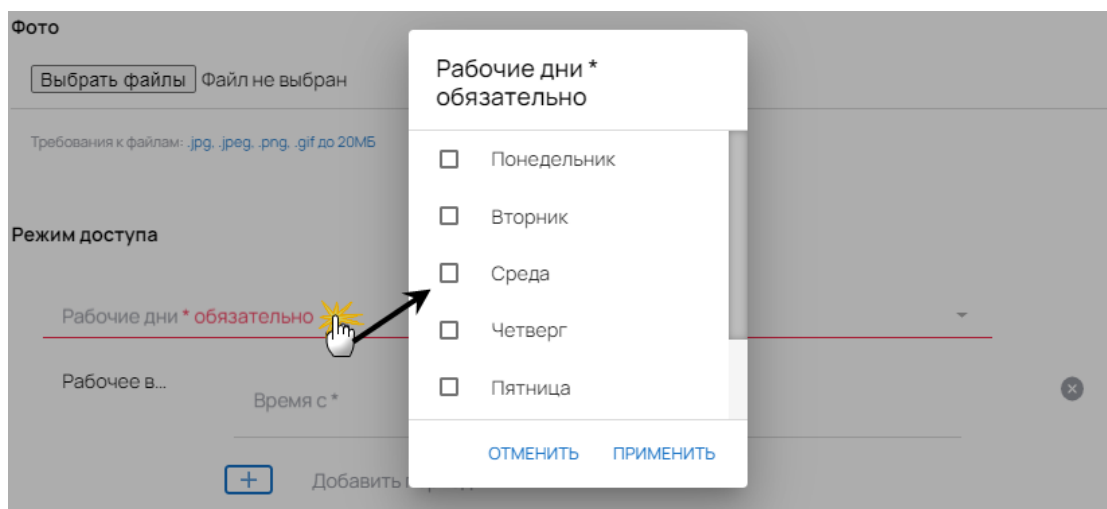 Фото
Выбрать файлы Файл не выбран
Требования к файлам: .jpg, .jpeg, .png, .gif до 20МБ
Режим доступа
Рабочие дни * обязательно
Рабочее в...
Время с *
Добавить
Рабочие дни *
обязательно
Понедельник
Вторник
Среда
Четверг
Пятница
ОТМЕНИТЬ ПРИМЕНИТЬ